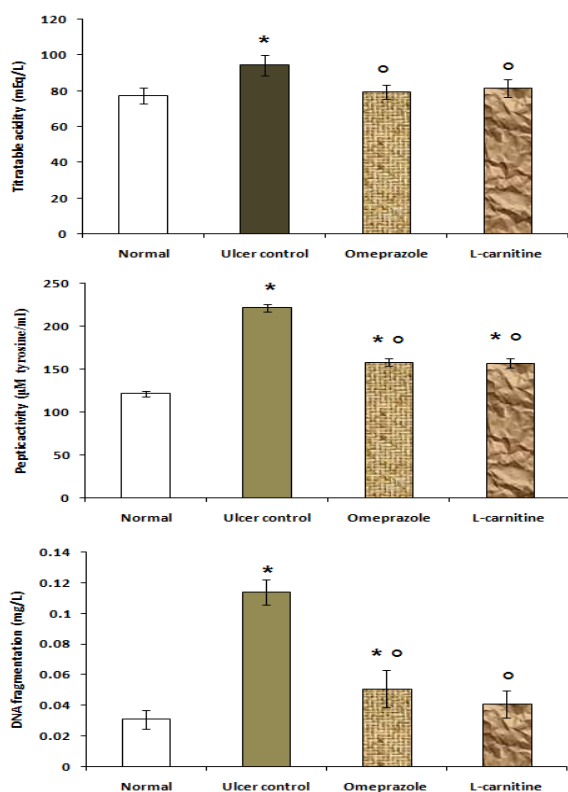 120
100
80
60
40
20
0
Titratable acidity (mEq/L)
*
o
o
Normal Ulcer control Omeprazole L-carnitine
250
200
150
100
50
0
Pepticactivity (µM tyrosine/ml)
*
* o
* o
Normal Ulcer control Omeprazole L-carnitine
0.14
0.12
0.1
0.08
0.06
0.04
0.02
0
DNA fragmentation (mg/L)
*
* o
o
Normal Ulcer control Omeprazole L-carnitine